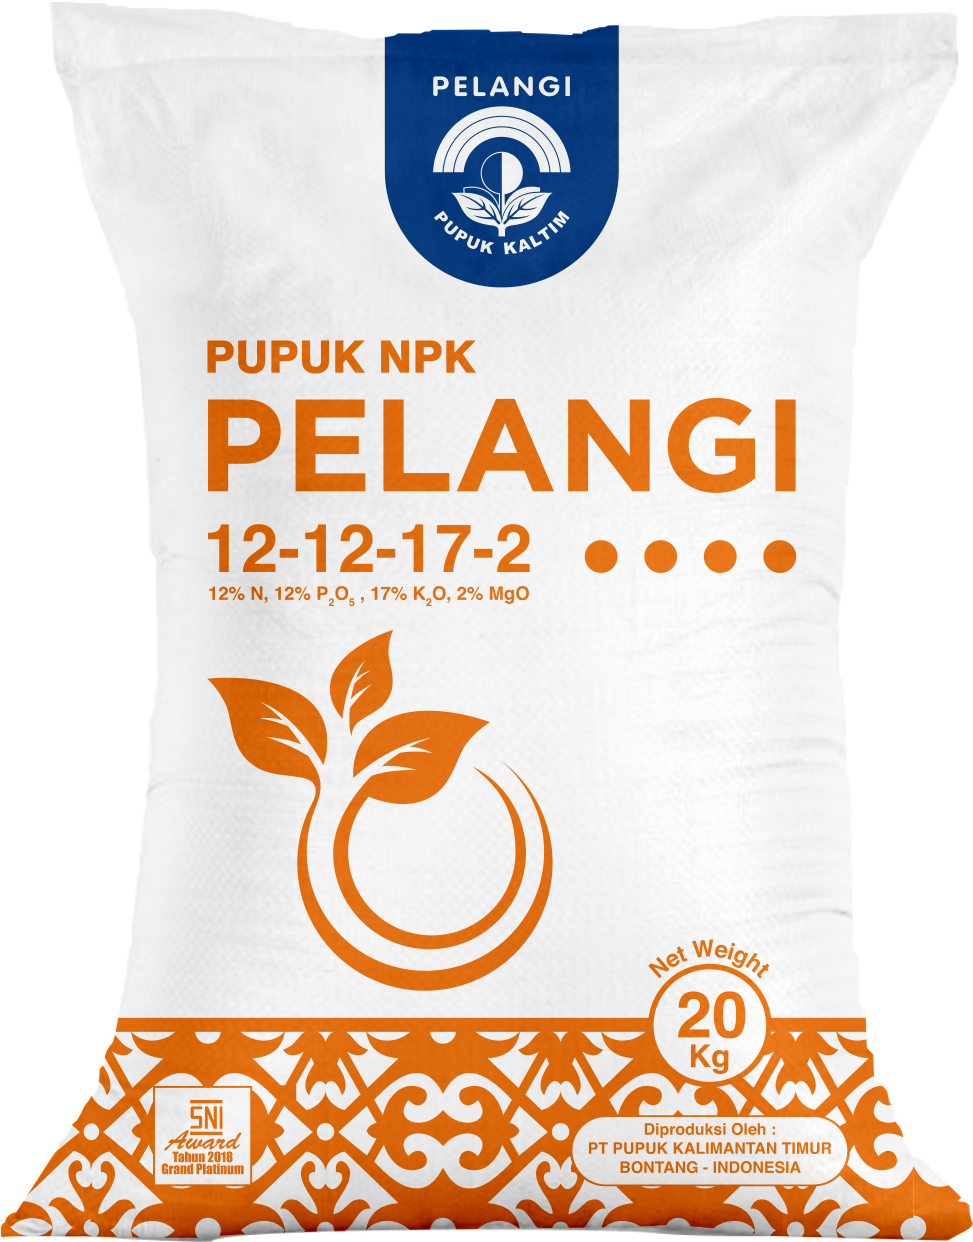 PELANGI
PUPUK KALTIM
PUPUK NPK
PELANGI
12-12-17-2
12% N, 12% P₂O₅ , 17% K₂O, 2% MgO
Net Weight
20
Kg
SNI
Award
Tahun 2018
Grand Platinum
Diproduksi Oleh :
PT PUPUK KALIMANTAN TIMUR
BONTANG - INDONESIA